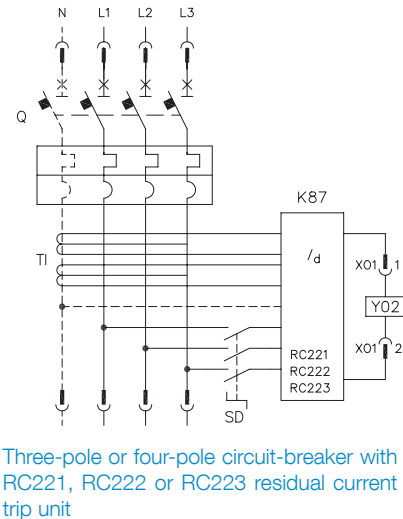 N L1 L2 L3
Q
K87
TI
I_d
X01 1
Y02
X01 2
RC221
RC222
RC223
SD
Three-pole or four-pole circuit-breaker with
RC221, RC222 or RC223 residual current
trip unit